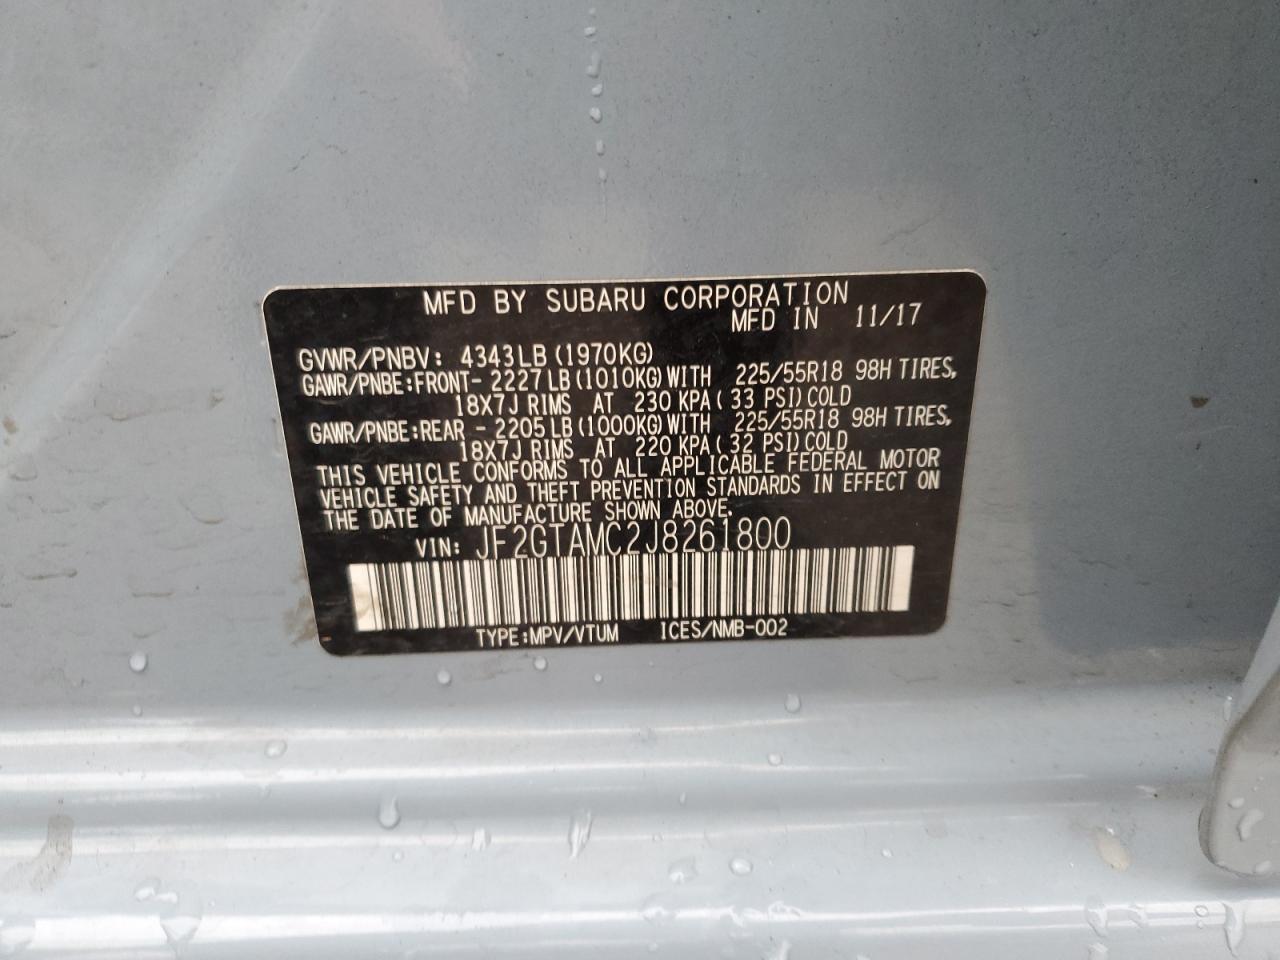 MFD BY SUBARU CORPORATION
MFD IN 11/17
GVWR/PNBV: 4343LB (1970KG)
GAWR/PNBE:FRONT- 2227LB (1010KG) WITH 225/55R18 98H TIRES,
18X7J RIMS AT 230 KPA ( 33 PSI) COLD
GAWR/PNBE:REAR - 2205LB (1000KG) WITH 225/55R18 98H TIRES,
18X7J RIMS AT 220 KPA ( 32 PSI) COLD
THIS VEHICLE CONFORMS TO ALL APPLICABLE FEDERAL MOTOR
VEHICLE SAFETY AND THEFT PREVENTION STANDARDS IN EFFECT ON
THE DATE OF MANUFACTURE SHOWN ABOVE.
VIN: JF2GTAMC2J8261800
TYPE:MPV/VTUM ICES/NMB-002